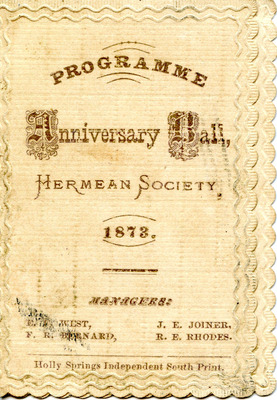 PROGRAMME
Anniversary Ball,
HERMEAN SOCIETY,
1873.
MANAGERS:
WEST, J. E. JOINER,
F. R. R. E. RHODES.
Holly Springs Independent South Print.